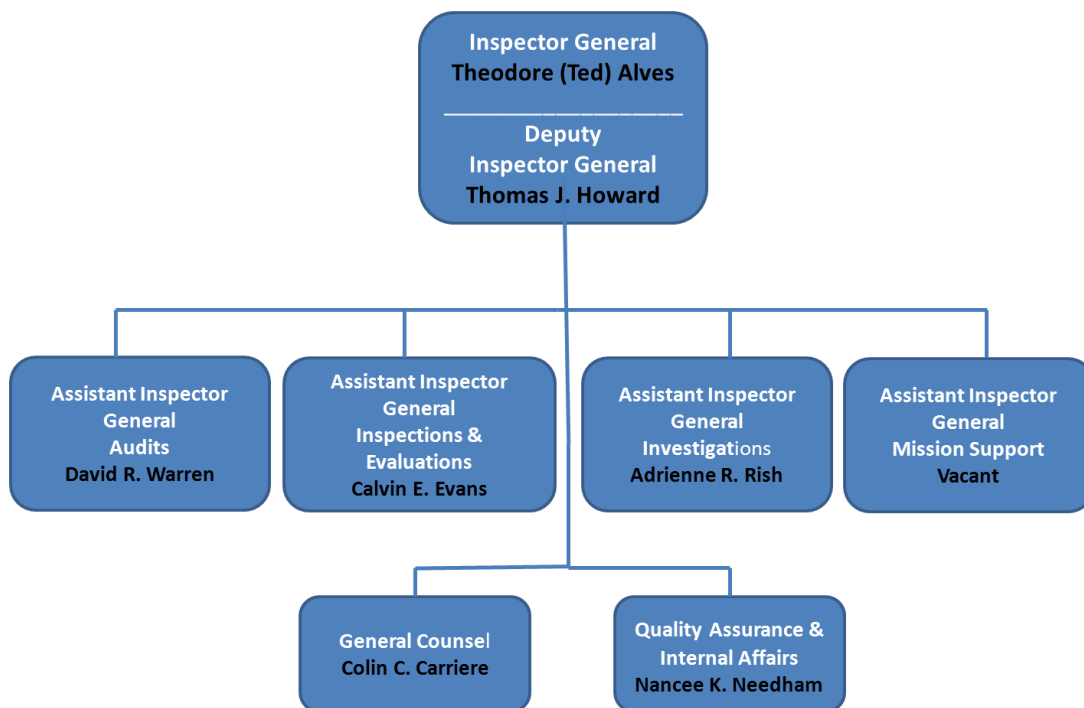 Inspector General
Theodore (Ted) Alves
____________________
Deputy
Inspector General
Thomas J. Howard
Assistant Inspector
General
Audits
David R. Warren
Assistant Inspector
General
Inspections &
Evaluations
Calvin E. Evans
Assistant Inspector
General
Investigations
Adrienne R. Rish
Assistant Inspector
General
Mission Support
Vacant
General Counsel
Colin C. Carriere
Quality Assurance &
Internal Affairs
Nancee K. Needham